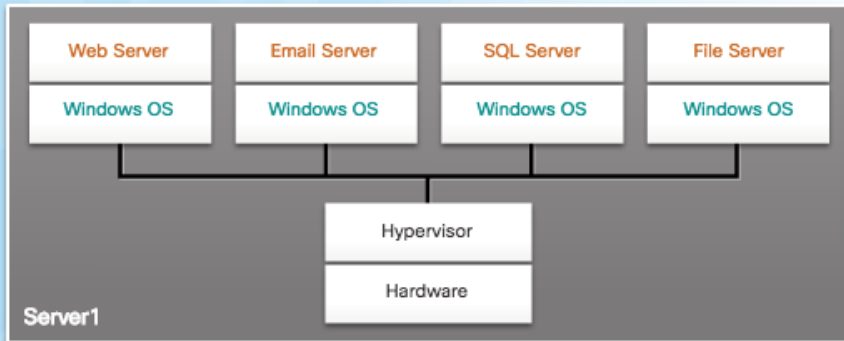 Web Server
Email Server
SQL Server
File Server
Windows OS
Windows OS
Windows OS
Windows OS
Hypervisor
Hardware
Server1